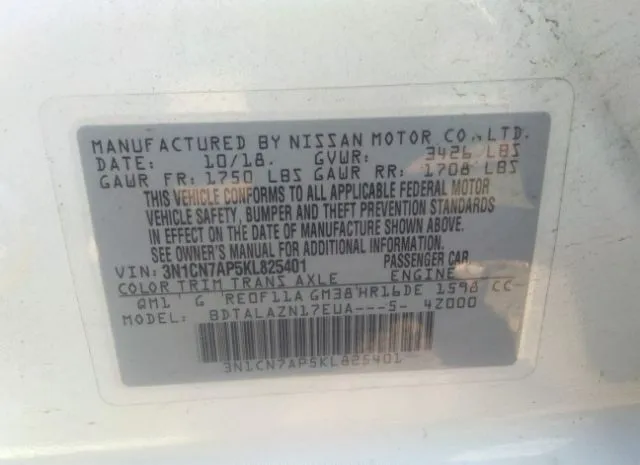 MANUFACTURED BY NISSAN MOTOR CO., LTD.
DATE: 10/18. GVWR: 3426 LBS
GAWR FR: 1750 LBS GAWR RR: 1708 LBS
THIS VEHICLE CONFORMS TO ALL APPLICABLE FEDERAL MOTOR
VEHICLE SAFETY, BUMPER AND THEFT PREVENTION STANDARDS
IN EFFECT ON THE DATE OF MANUFACTURE SHOWN ABOVE.
SEE OWNER'S MANUAL FOR ADDITIONAL INFORMATION
VIN: 3N1CN7AP5KL825401 PASSENGER CAR
COLOR TRIM TRANS AXLE ENGINE
QM1 G RE0F11A GM38 HR16DE 1598 CC
MODEL: BDTALAZN17EUA---5- 4Z000
3N1CN7AP5KL825401